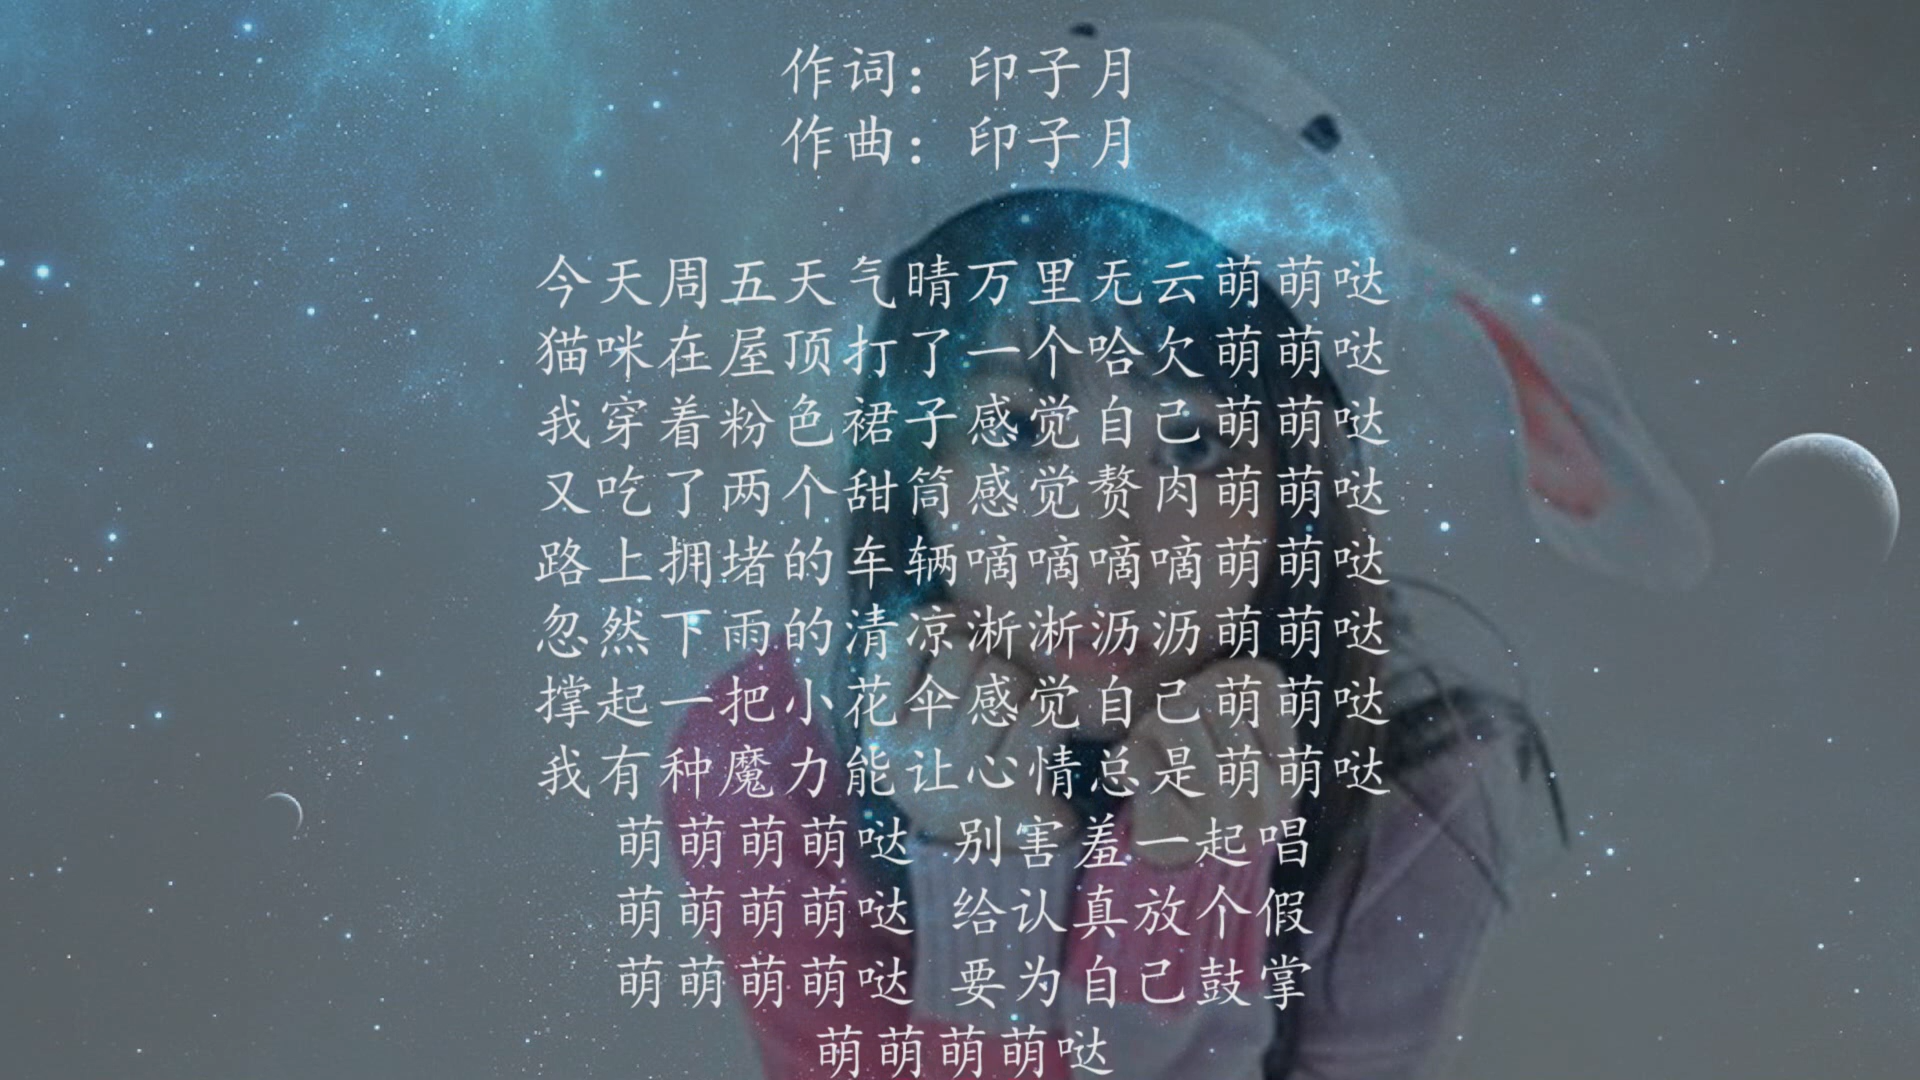 作词：印子月
作曲：印子月
今天周五天气晴万里无云萌萌哒
猫咪在屋顶打了一个哈欠萌萌哒
我穿着粉色裙子感觉自己萌萌哒
又吃了两个甜筒感觉赘肉萌萌哒
路上拥堵的车辆嘀嘀嘀嘀萌萌哒
忽然下雨的清凉淅淅沥沥萌萌哒
撑起一把小花伞感觉自己萌萌哒
我有种魔力能让心情总是萌萌哒
萌萌萌萌哒 别害羞一起唱
萌萌萌萌哒 给认真放个假
萌萌萌萌哒 要为自己鼓掌
萌萌萌萌哒